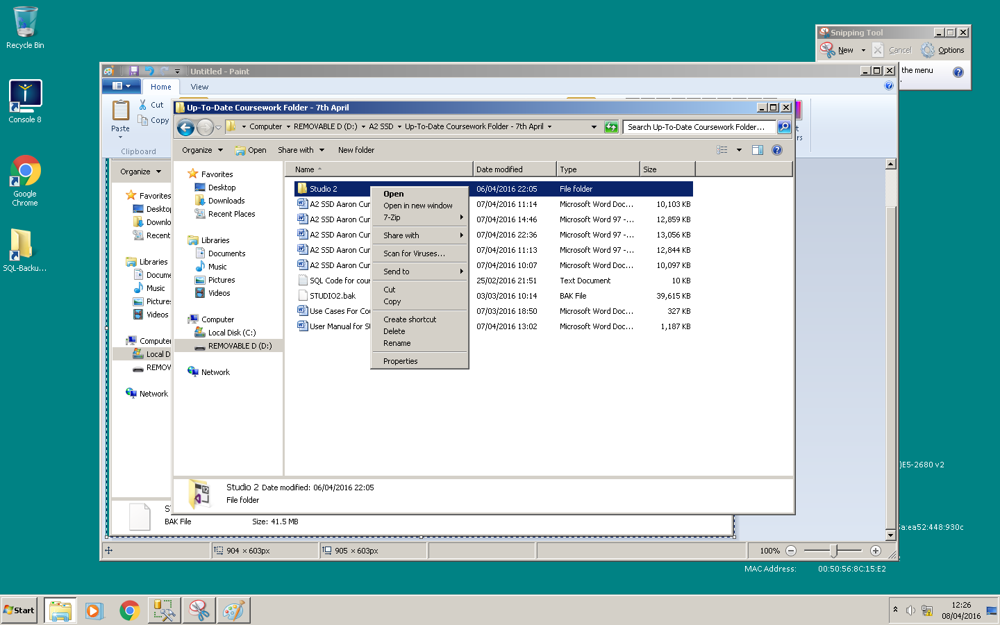 Recycle Bin
Console 8
Google
Chrome
SQL-Backu...
Snipping Tool
New
Cancel
Options
the menu
Untitled - Paint
Home
View
Paste
Cut
Copy
Clipboard
Up-To-Date Coursework Folder - 7th April
Computer
REMOVABLE D (D:)
A2 SSD
Up-To-Date Coursework Folder - 7th April
Search Up-To-Date Coursework Folder...
Organize
Open
Share with
New folder
Name
Date modified
Type
Size
Favorites
Desktop
Downloads
Recent Places
Libraries
Documents
Music
Pictures
Videos
Computer
Local Disk (C:)
REMOVABLE D (D:)
Network
Studio 2 06/04/2016 22:05 File folder
A2 SSD Aaron Cur 07/04/2016 11:14 Microsoft Word Doc... 10,103 KB
A2 SSD Aaron Cur 07/04/2016 14:46 Microsoft Word 97 -... 12,859 KB
A2 SSD Aaron Cur 07/04/2016 22:36 Microsoft Word 97 -... 13,056 KB
A2 SSD Aaron Cur 07/04/2016 11:13 Microsoft Word 97 -... 12,844 KB
A2 SSD Aaron Cur 07/04/2016 10:07 Microsoft Word Doc... 10,097 KB
SQL Code for cour 25/02/2016 21:51 Text Document 10 KB
STUDIO2.bak 03/03/2016 10:14 BAK File 39,615 KB
Use Cases For Cou 07/03/2016 18:50 Microsoft Word Doc... 327 KB
User Manual for 07/04/2016 13:02 Microsoft Word Doc... 1,187 KB
Open
Open in new window
7-Zip
Share with
Scan for Viruses...
Send to
Cut
Copy
Create shortcut
Delete
Rename
Properties
Studio 2 Date modified: 06/04/2016 22:05
File folder
Organize
Favorites
Deskto
Downlo
Recent
Libraries
Docume
Music
Pictures
Videos
Computer
Local D
REMOV
Network
BAK File Size: 41.5 MB
904 × 603px
905 × 603px
100%
)E5-2680 v2
5a:ea52:448:930c
MAC Address: 00:50:56:8C:15:E2
Start
12:26
08/04/2016